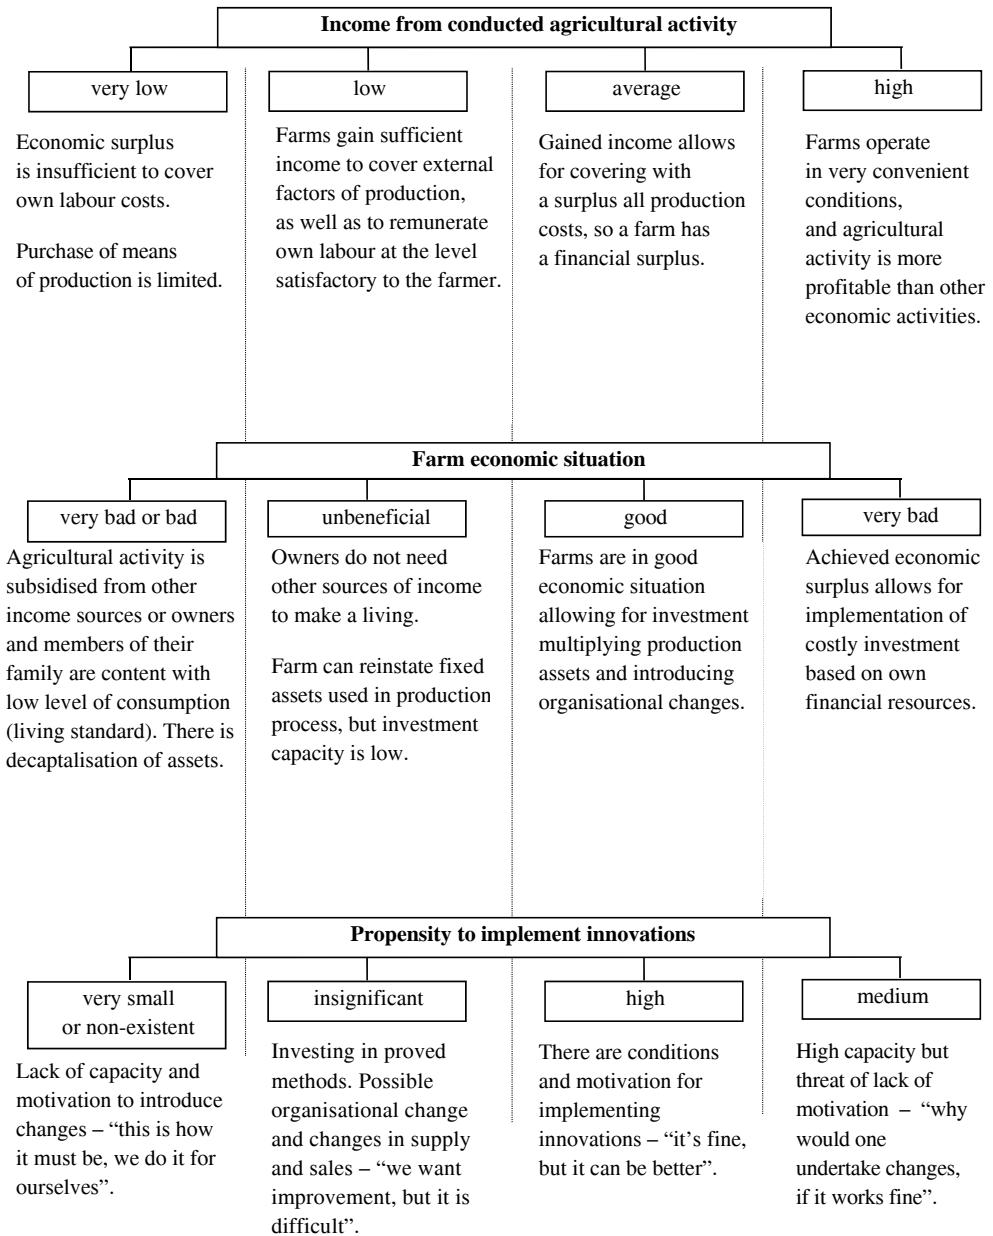 Income from conducted agricultural activity
very low
Economic surplus
is insufficient to cover
own labour costs.
Purchase of means
of production is limited.
low
Farms gain sufficient
income to cover external
factors of production,
as well as to remunerate
own labour at the level
satisfactory to the farmer.
average
Gained income allows
for covering with
a surplus all production
costs, so a farm has
a financial surplus.
high
Farms operate
in very convenient
conditions,
and agricultural
activity is more
profitable than other
economic activities.
Farm economic situation
very bad or bad
Agricultural activity is
subsidised from other
income sources or owners
and members of their
family are content with
low level of consumption
(living standard). There is
decaptalisation of assets.
unbeneficial
Owners do not need
other sources of income
to make a living.
Farm can reinstate fixed
assets used in production
process, but investment
capacity is low.
good
Farms are in good
economic situation
allowing for investment
multiplying production
assets and introducing
organisational changes.
very bad
Achieved economic
surplus allows for
implementation of
costly investment
based on own
financial resources.
Propensity to implement innovations
very small
or non-existent
Lack of capacity and
motivation to introduce
changes – “this is how
it must be, we do it for
ourselves”.
insignificant
Investing in proved
methods. Possible
organisational change
and changes in supply
and sales – “we want
improvement, but it is
difficult”.
high
There are conditions
and motivation for
implementing
innovations – “it’s fine,
but it can be better”.
medium
High capacity but
threat of lack of
motivation – “why
would one
undertake changes,
if it works fine”.